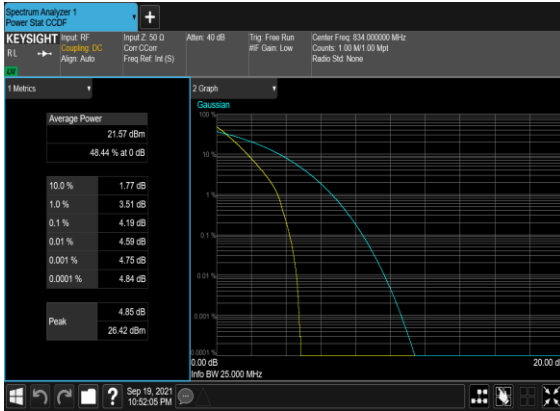 Spectrum Analyzer 1
Power Stat CCDF
+
KEYSIGHT
RL
Input: RF
Coupling: DC
Align: Auto
Input Z: 50 Ω
Corr CCorr
Freq Ref: Int (S)
Atten: 40 dB
Trig: Free Run
#IF Gain: Low
Center Freq: 834.000000 MHz
Counts: 1.00 M/1.00 Mpt
Radio Std: None
1 Metrics
Average Power
21.57 dBm
48.44 % at 0 dB
10.0 % 1.77 dB
1.0 % 3.51 dB
0.1 % 4.19 dB
0.01 % 4.59 dB
0.001 % 4.75 dB
0.0001 % 4.84 dB
Peak
4.85 dB
26.42 dBm
2 Graph
Gaussian
100 %
10 %
1 %
0.1 %
0.01 %
0.001 %
0.0001 %
0.00 dB
20.00 d
Info BW 25.000 MHz
?
Sep 19, 2021
10:52:05 PM